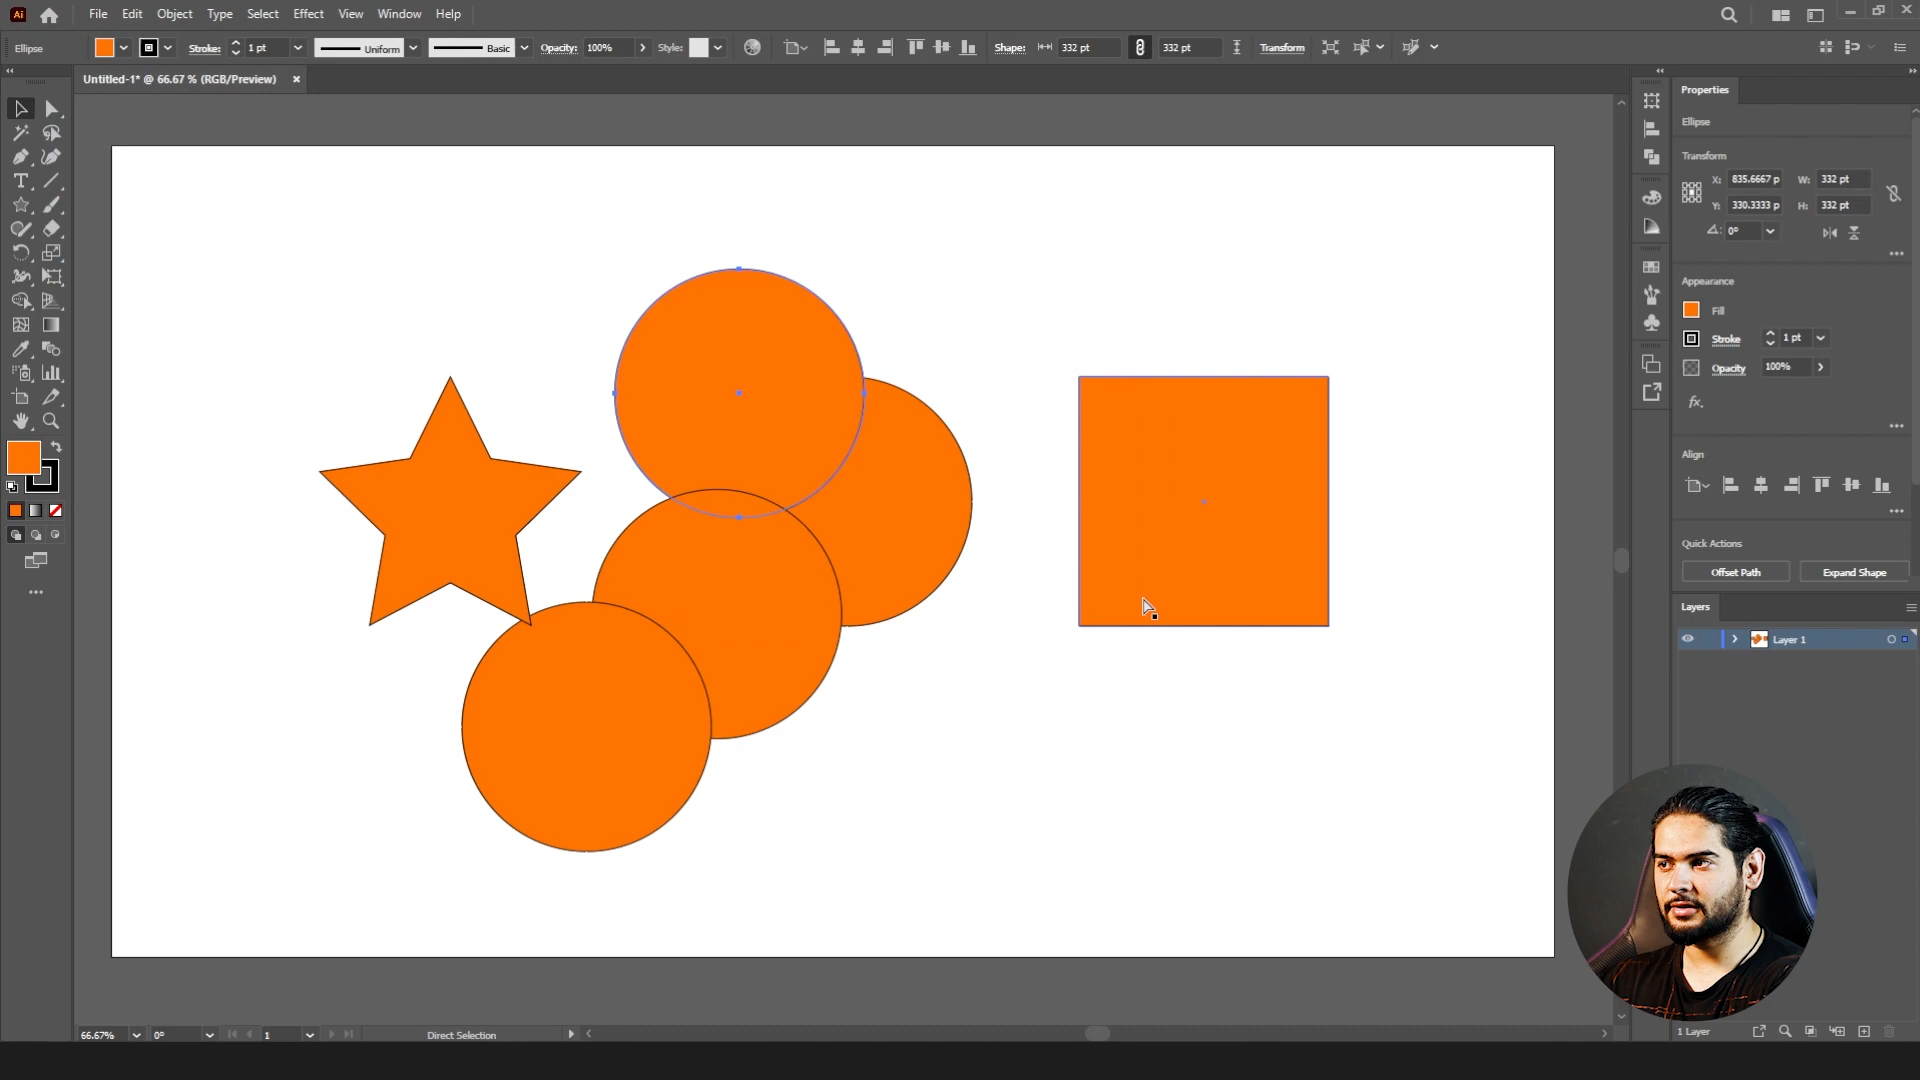 Ai File Edit Object Type Select Effect View Window Help
Ellipse Stroke: 1 pt Uniform Basic Opacity: 100% Style: Shape: 332 pt 332 pt Transform
Untitled-1* @ 66.67 % (RGB/Preview) ×
Properties
Ellipse
Transform
X: 835.6667 p W: 332 pt
Y: 330.3333 p H: 332 pt
0°
Appearance
Fill
Stroke 1 pt
Opacity 100%
fx.
Align
Quick Actions
Offset Path Expand Shape
Layers
Layer 1
1 Layer
66.67% 0° 1 Direct Selection